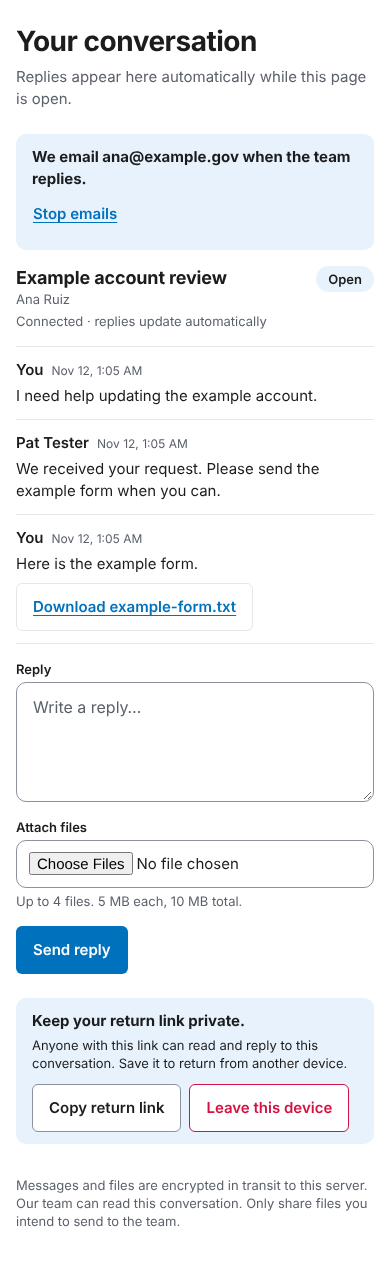 Your conversation
Replies appear here automatically while this page
is open.
We email ana@example.gov when the team
replies.
Stop emails
Example account review
Open
Ana Ruiz
Connected · replies update automatically
You Nov 12, 1:05 AM
I need help updating the example account.
Pat Tester Nov 12, 1:05 AM
We received your request. Please send the
example form when you can.
You Nov 12, 1:05 AM
Here is the example form.
Download example-form.txt
Reply
Write a reply...
Attach files
Choose Files No file chosen
Up to 4 files. 5 MB each, 10 MB total.
Send reply
Keep your return link private.
Anyone with this link can read and reply to this
conversation. Save it to return from another device.
Copy return link
Leave this device
Messages and files are encrypted in transit to this server.
Our team can read this conversation. Only share files you
intend to send to the team.